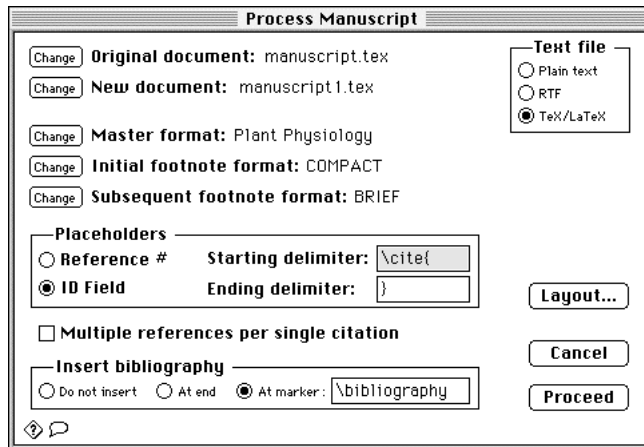 Process Manuscript
Change Original document: manuscript.tex
Change New document: manuscript1.tex
Text file
Plain text
RTF
TeX/LaTeX
Change Master format: Plant Physiology
Change Initial footnote format: COMPACT
Change Subsequent footnote format: BRIEF
Placeholders
Reference # Starting delimiter: \cite{
ID Field Ending delimiter: }
Layout...
Multiple references per single citation
Cancel
Insert bibliography
Do not insert At end At marker: \bibliography
Proceed
?